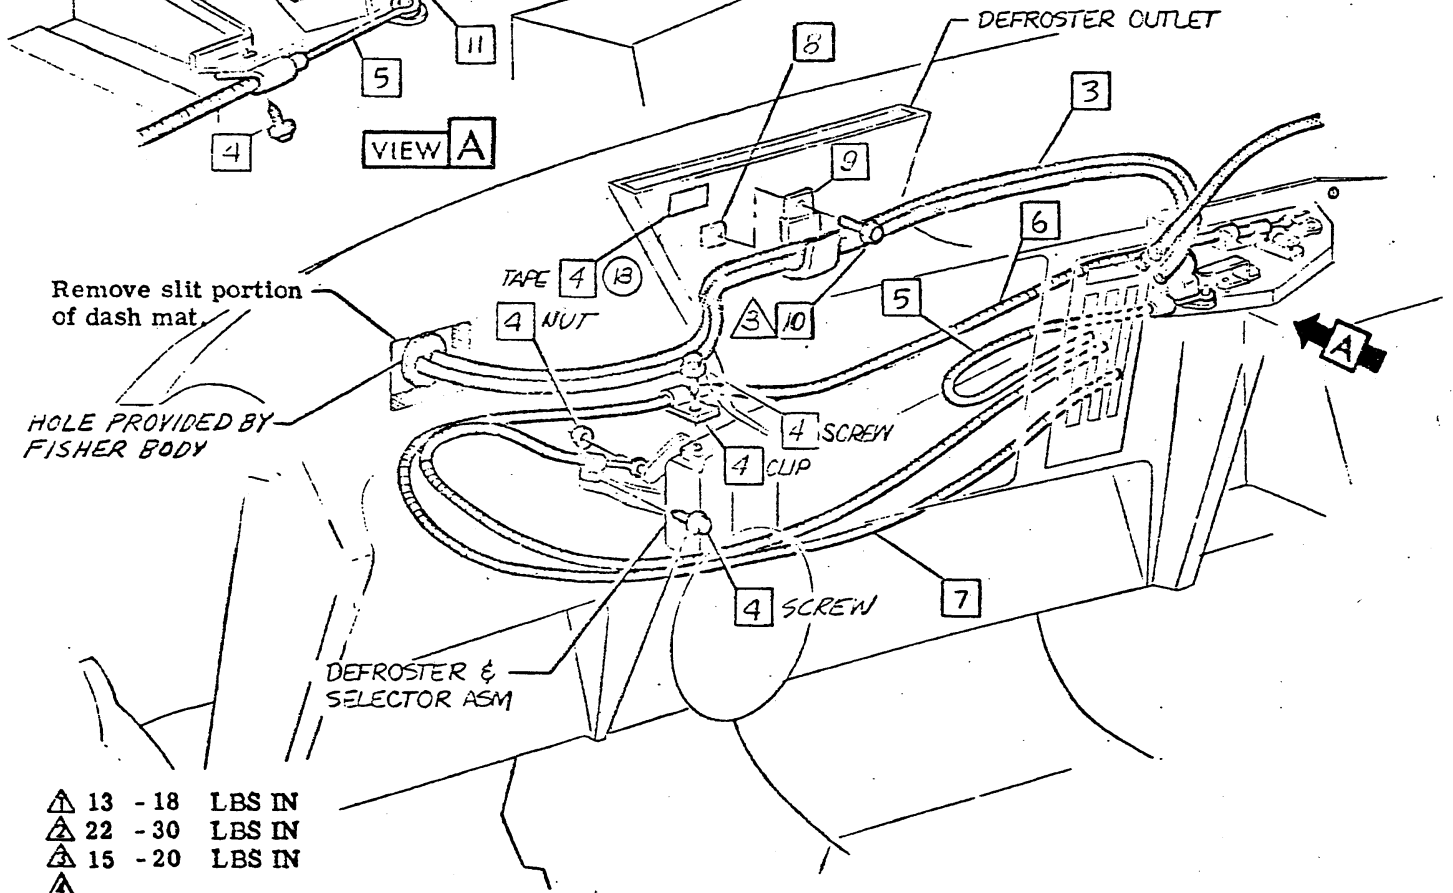 DEFROSTER OUTLET
11
8
5
3
4
VIEW A
9
6
TAPE 4 13
5
Remove slit portion
of dash mat.
4 NUT
3 10
A
HOLE PROVIDED BY
FISHER BODY
4 SCREW
4 CLIP
4 SCREW
7
DEFROSTER &
SELECTOR ASM
1 13 - 18 LBS IN
2 22 - 30 LBS IN
3 15 - 20 LBS IN